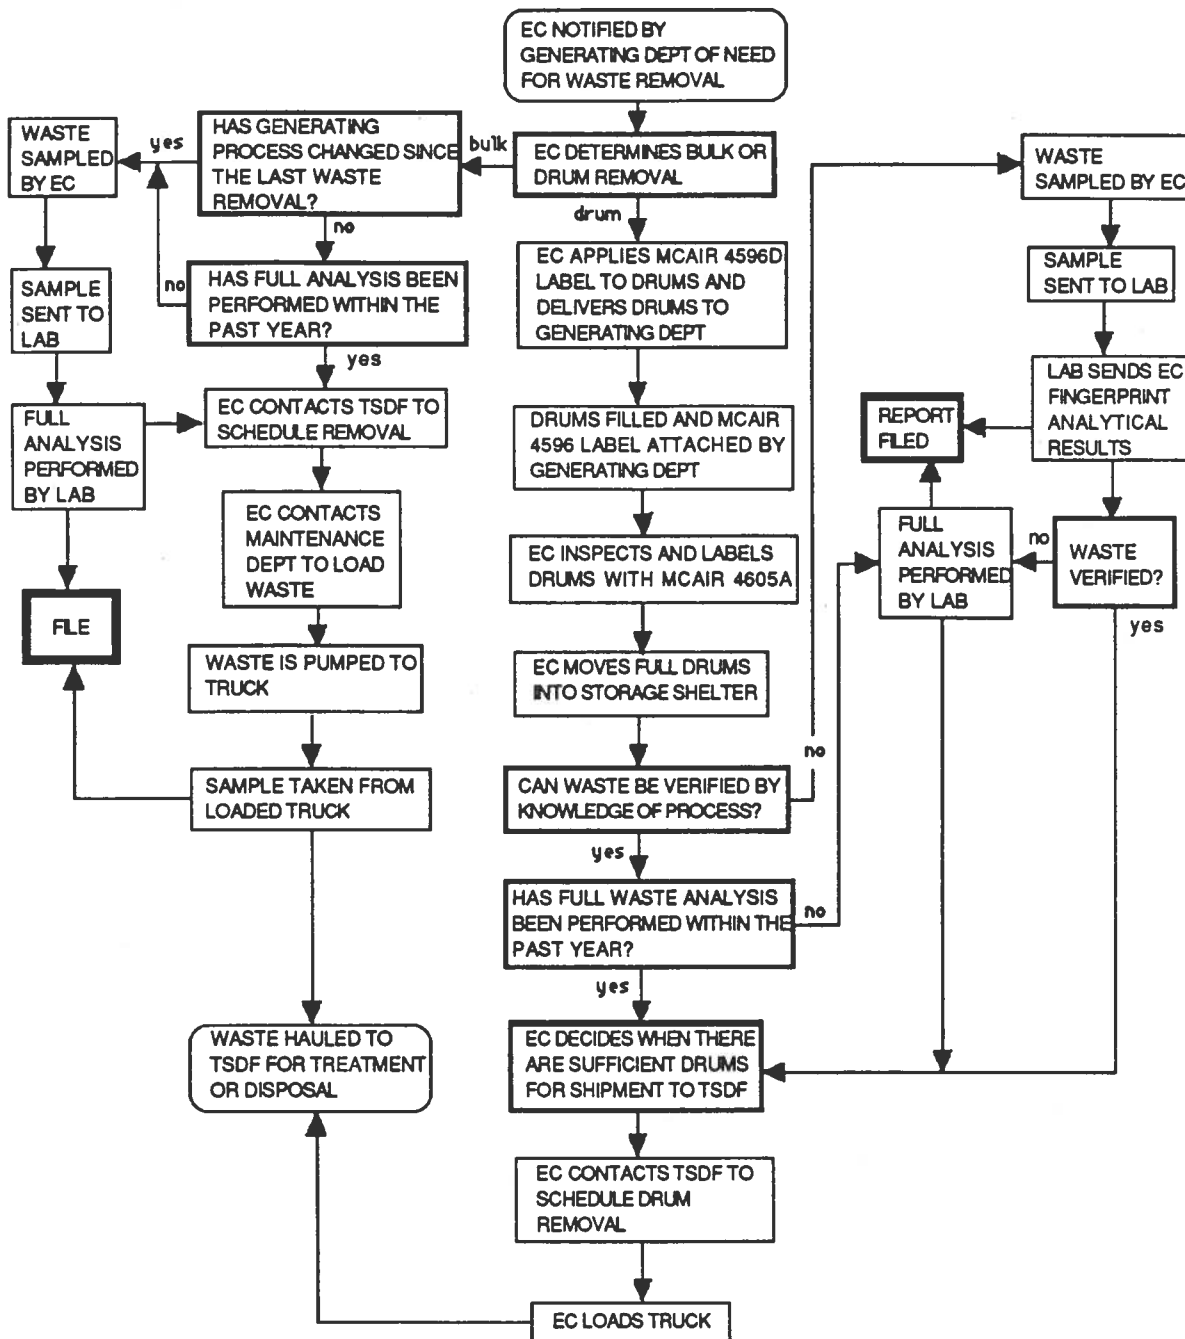 EC NOTIFIED BY
GENERATING DEPT OF NEED
FOR WASTE REMOVAL
WASTE
SAMPLED
BY EC
yes
HAS GENERATING
PROCESS CHANGED SINCE
THE LAST WASTE
REMOVAL?
bulk
EC DETERMINES BULK OR
DRUM REMOVAL
WASTE
SAMPLED BY EC
no
drum
SAMPLE
SENT TO
LAB
no
HAS FULL ANALYSIS BEEN
PERFORMED WITHIN THE
PAST YEAR?
EC APPLIES MCAIR 4596D
LABEL TO DRUMS AND
DELIVERS DRUMS TO
GENERATING DEPT
SAMPLE
SENT TO LAB
yes
FULL
ANALYSIS
PERFORMED
BY LAB
EC CONTACTS TSDF TO
SCHEDULE REMOVAL
DRUMS FILLED AND MCAIR
4596 LABEL ATTACHED BY
GENERATING DEPT
REPORT
FILED
LAB SENDS EC
FINGERPRINT
ANALYTICAL
RESULTS
EC CONTACTS
MAINTENANCE
DEPT TO LOAD
WASTE
EC INSPECTS AND LABELS
DRUMS WITH MCAIR 4605A
FULL
ANALYSIS
PERFORMED
BY LAB
no
WASTE
VERIFIED?
yes
FILE
WASTE IS PUMPED TO
TRUCK
EC MOVES FULL DRUMS
INTO STORAGE SHELTER
no
SAMPLE TAKEN FROM
LOADED TRUCK
CAN WASTE BE VERIFIED BY
KNOWLEDGE OF PROCESS?
yes
HAS FULL WASTE ANALYSIS
BEEN PERFORMED WITHIN THE
PAST YEAR?
no
yes
WASTE HAULED TO
TSDF FOR TREATMENT
OR DISPOSAL
EC DECIDES WHEN THERE
ARE SUFFICIENT DRUMS
FOR SHIPMENT TO TSDF
EC CONTACTS TSDF TO
SCHEDULE DRUM
REMOVAL
EC LOADS TRUCK